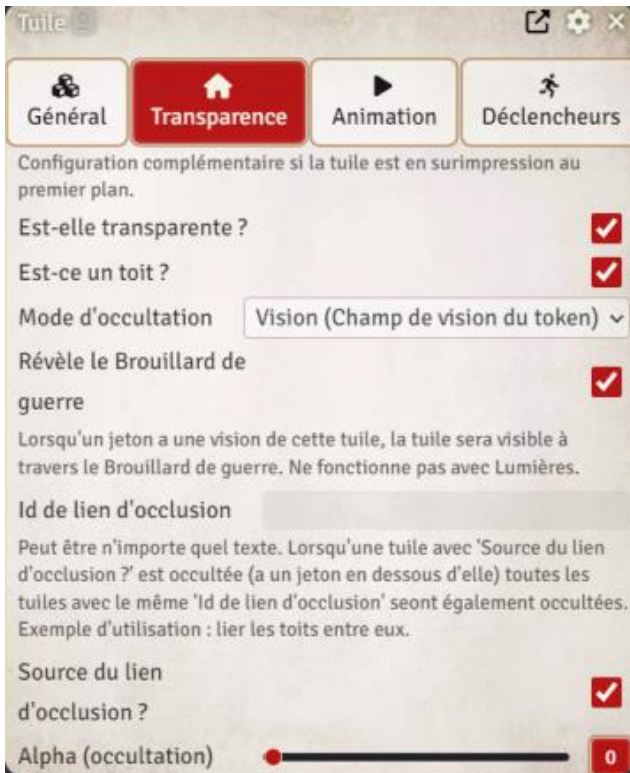 Tuile
Général Transparence Animation Déclencheurs
Configuration complémentaire si la tuile est en surimpression au
premier plan.
Est-elle transparente ?
Est-ce un toit ?
Mode d'occultation Vision (Champ de vision du token)
Révèle le Brouillard de
guerre
Lorsqu'un jeton a une vision de cette tuile, la tuile sera visible à
travers le Brouillard de guerre. Ne fonctionne pas avec Lumières.
Id de lien d'occlusion
Peut être n'importe quel texte. Lorsqu'une tuile avec 'Source du lien
d'occlusion ?' est occultée (a un jeton en dessous d'elle) toutes les
tuiles avec le même 'Id de lien d'occlusion' seont également occultées.
Exemple d'utilisation : lier les toits entre eux.
Source du lien
d'occlusion ?
Alpha (occultation) 0